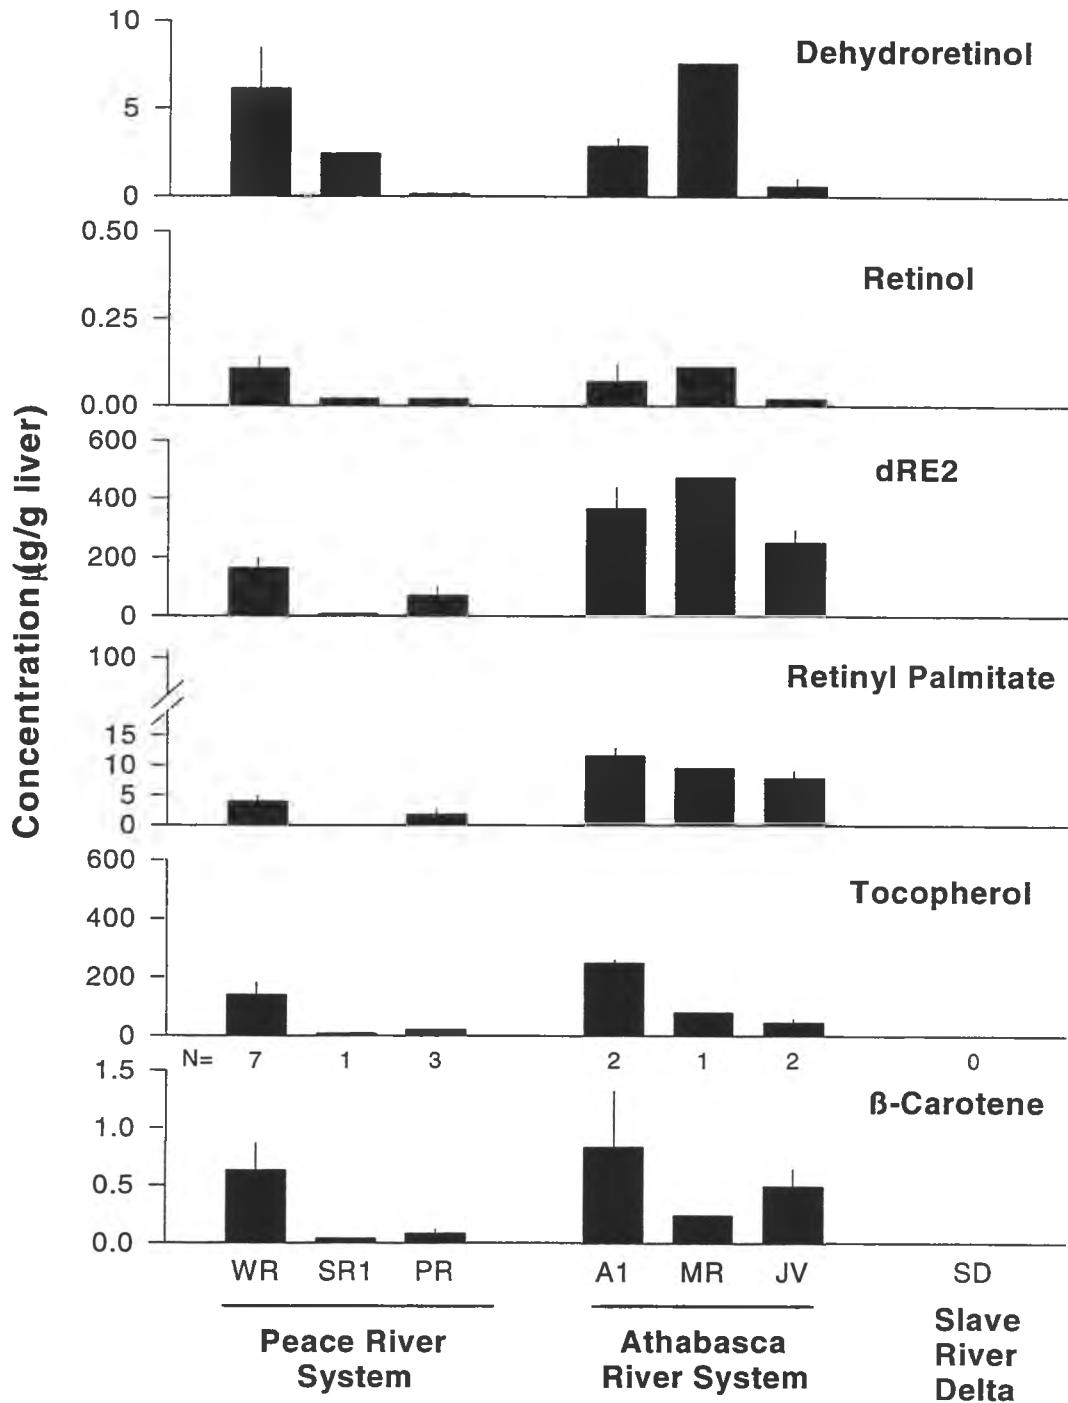 10
Dehydroretinol
5
0
0.50
Retinol
0.25
0.00
600
dRE2
400
200
0
100
Retinyl Palmitate
15
10
5
0
600
Tocopherol
400
200
0
N= 7 1 3 2 1 2 0
1.5
ß-Carotene
1.0
0.5
0.0
Concentration (µg/g liver)
WR SR1 PR A1 MR JV SD
Peace River
System
Athabasca
River System
Slave
River
Delta